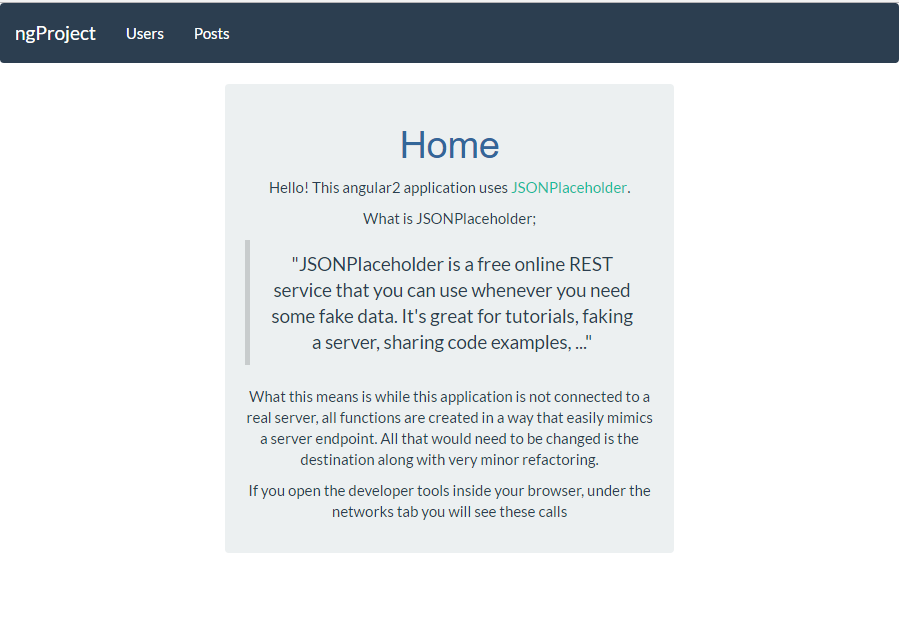 ngProject Users Posts
Home
Hello! This angular2 application uses JSONPlaceholder.
What is JSONPlaceholder;
"JSONPlaceholder is a free online REST
service that you can use whenever you need
some fake data. It's great for tutorials, faking
a server, sharing code examples, ..."
What this means is while this application is not connected to a
real server, all functions are created in a way that easily mimics
a server endpoint. All that would need to be changed is the
destination along with very minor refactoring.
If you open the developer tools inside your browser, under the
networks tab you will see these calls